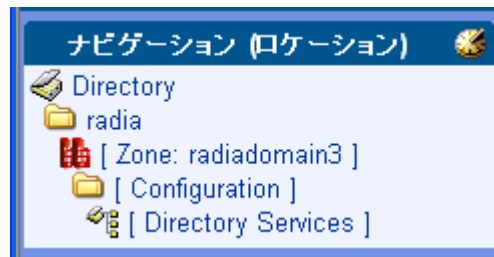 ナビゲーション (ロケーション)
Directory
radia
[ Zone: radiadomain3 ]
[ Configuration ]
[ Directory Services ]